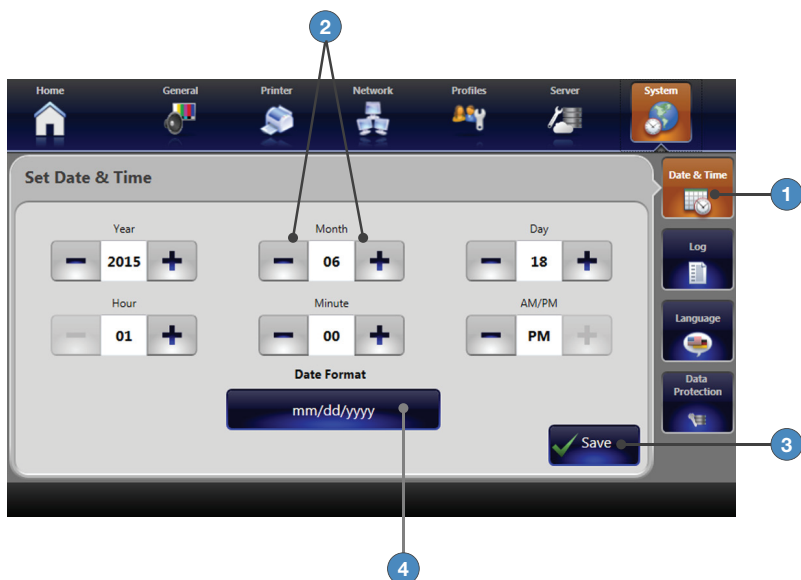 2
Home General Printer Network Profiles Server System
Set Date & Time
Date & Time
1
Year Month Day
2015 06 18
Log
Hour Minute AM/PM
01 00 PM
Language
Date Format
mm/dd/yyyy
Data
Protection
Save
3
4